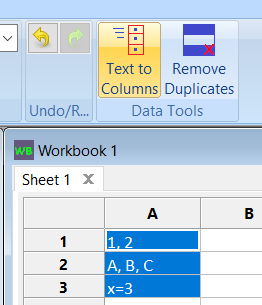 Text to Columns
Remove Duplicates
Undo/R...
Data Tools
WB Workbook 1
Sheet 1
A B
1 1, 2
2 A, B, C
3 x=3